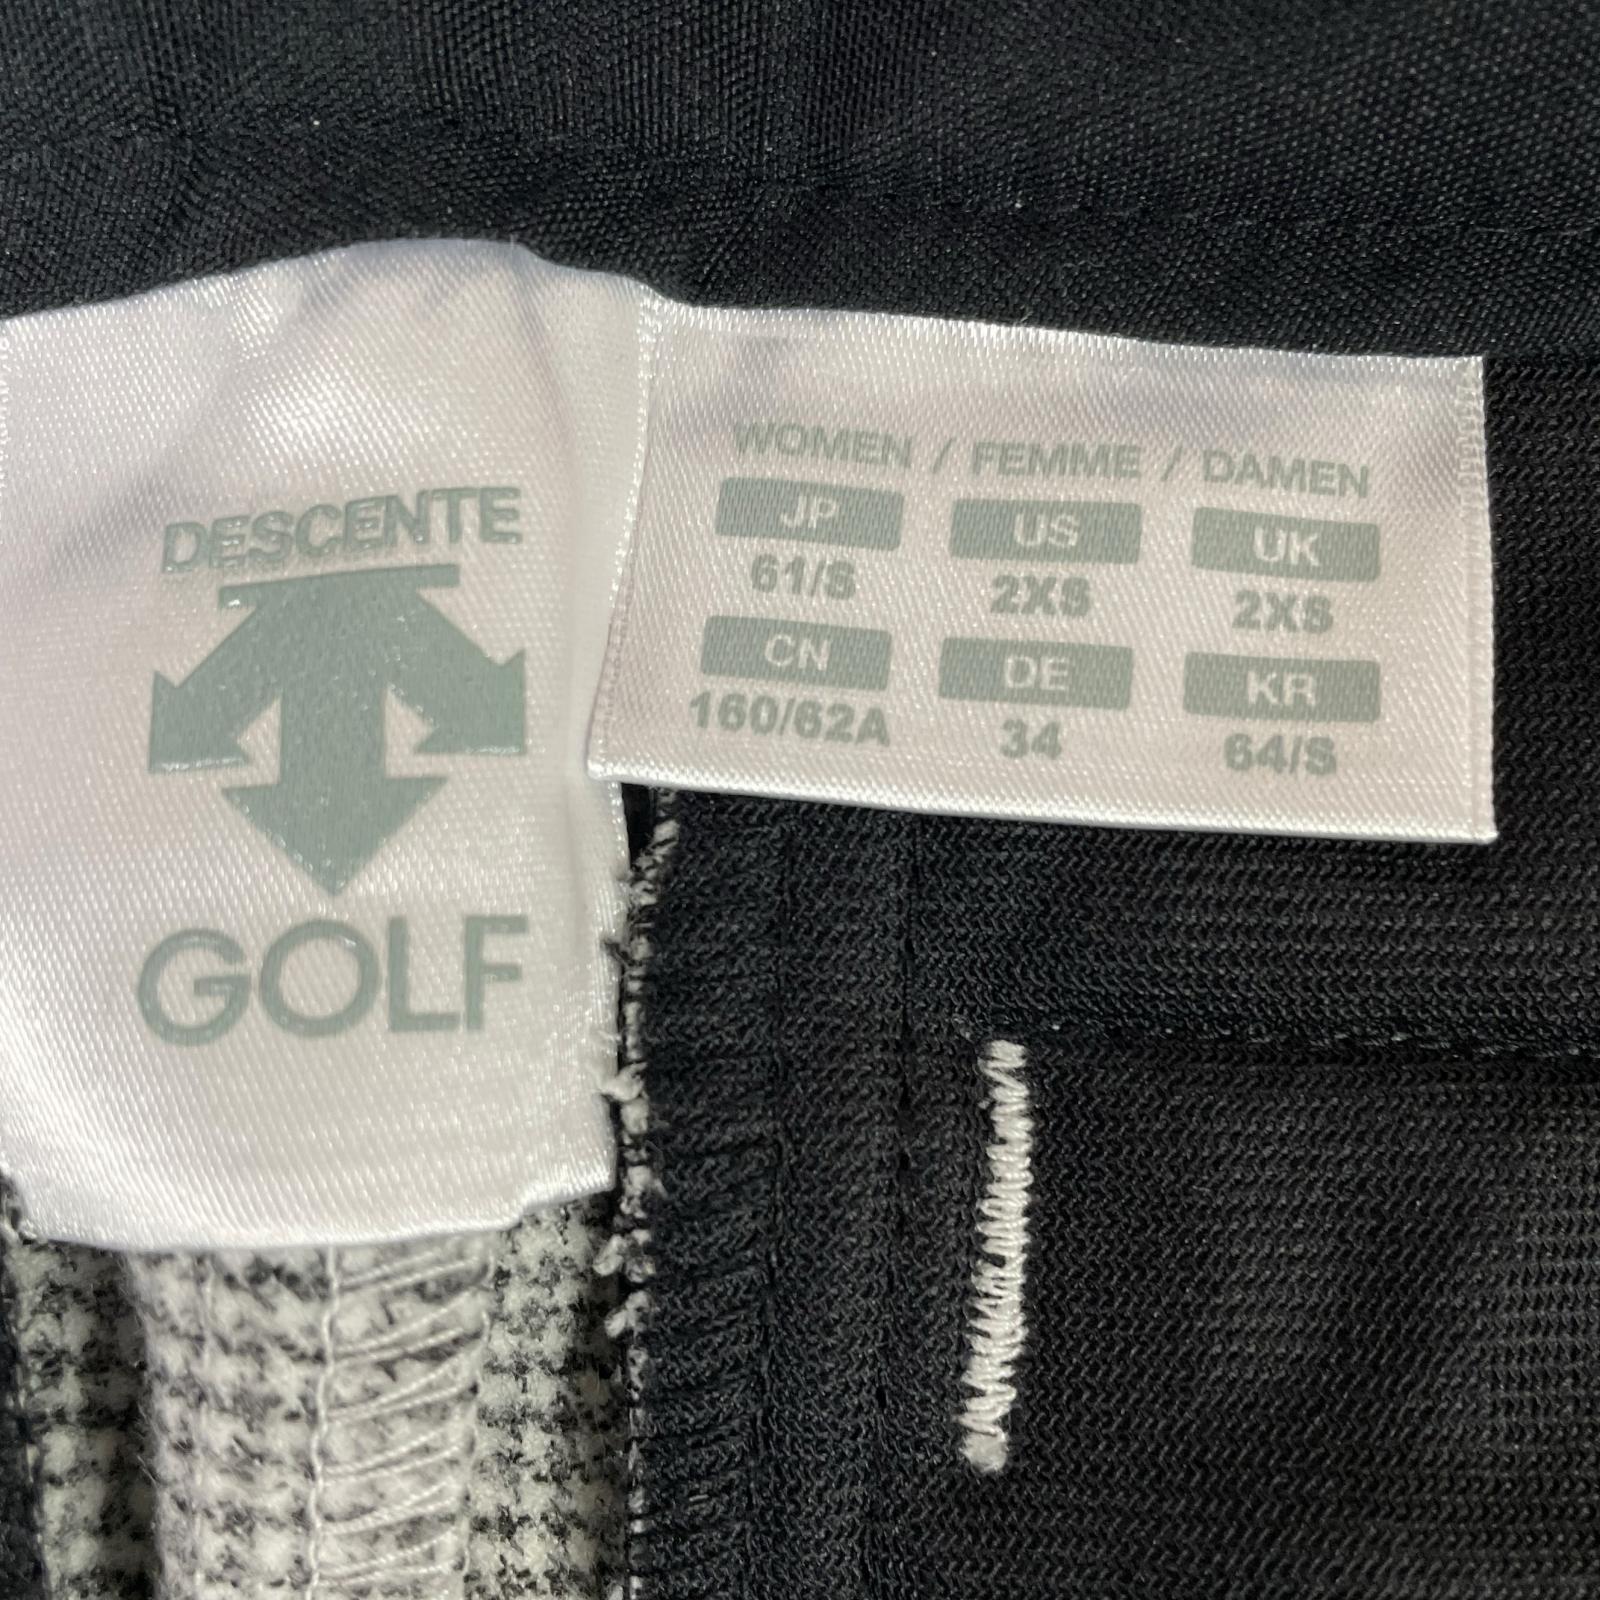 DESCENTE
GOLF
WOMEN / FEMME / DAMEN
JP US UK
61/S 2XS 2XS
CN DE KR
160/62A 34 64/S